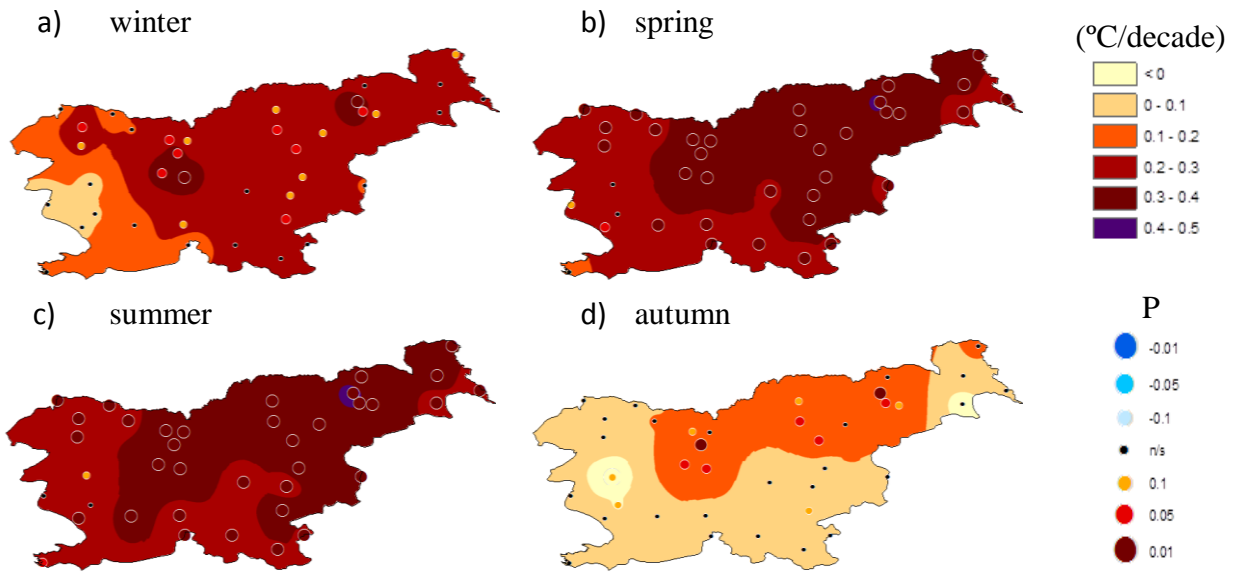 a) winter
b) spring
(ºC/decade)
< 0
0 - 0.1
0.1 - 0.2
0.2 - 0.3
0.3 - 0.4
0.4 - 0.5
c) summer
d) autumn
P
-0.01
-0.05
-0.1
n/s
0.1
0.05
0.01